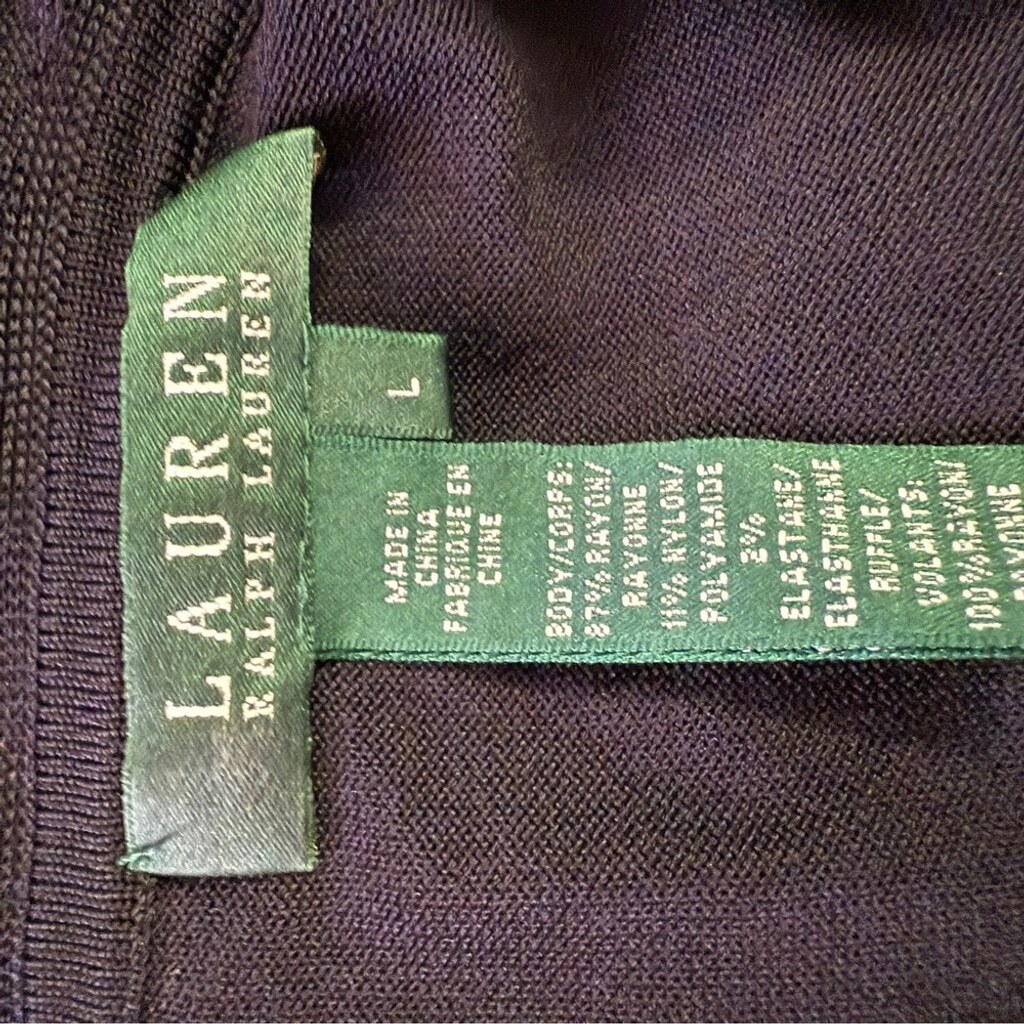 LAUREN
RALPH LAUREN
L
MADE IN
CHINA
FABRIQUE EN
CHINE
BODY/CORPS:
87% RAYON/
RAYONNE
11% NYLON/
POLYAMIDE
2%
ELASTANE/
ELASTHANNE
RUFFLE/
VOLANTS:
100% RAYON/